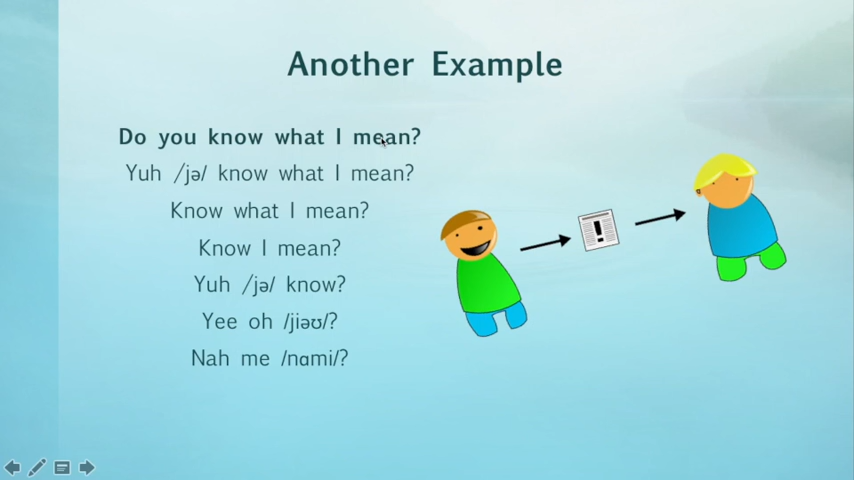 Another Example
Do you know what I mean?
Yuh /jə/ know what I mean?
Know what I mean?
Know I mean?
Yuh /jə/ know?
Yee oh /jiəʊ/?
Nah me /nɑmi/?
!